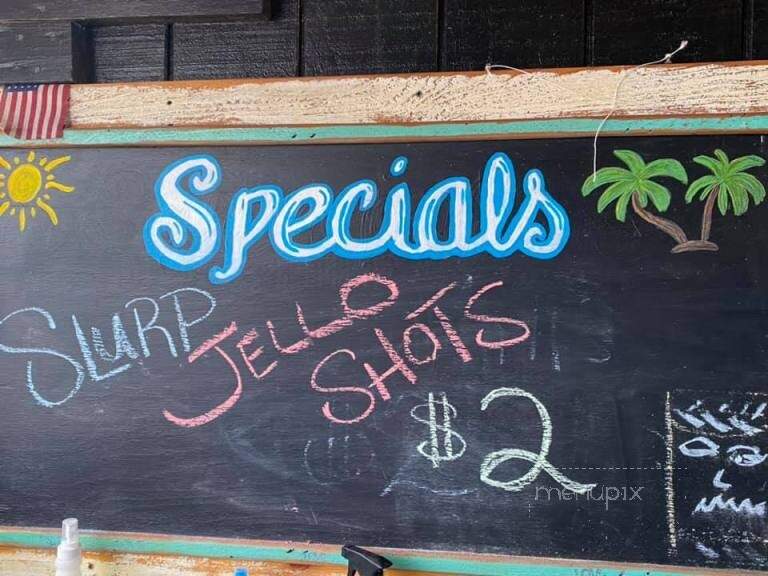 Specials
SLURP JELLO SHOTS
$2
menupix